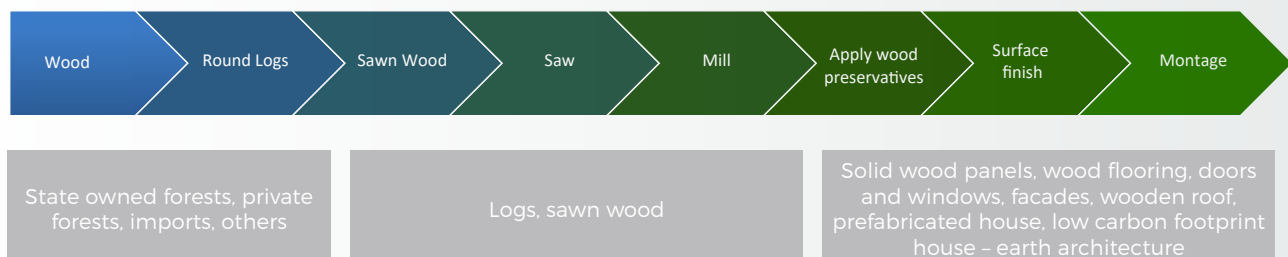 Wood
Round Logs
Sawn Wood
Saw
Mill
Apply wood
preservatives
Surface
finish
Montage
State owned forests, private
forests, imports, others
Logs, sawn wood
Solid wood panels, wood flooring, doors
and windows, facades, wooden roof,
prefabricated house, low carbon footprint
house – earth architecture